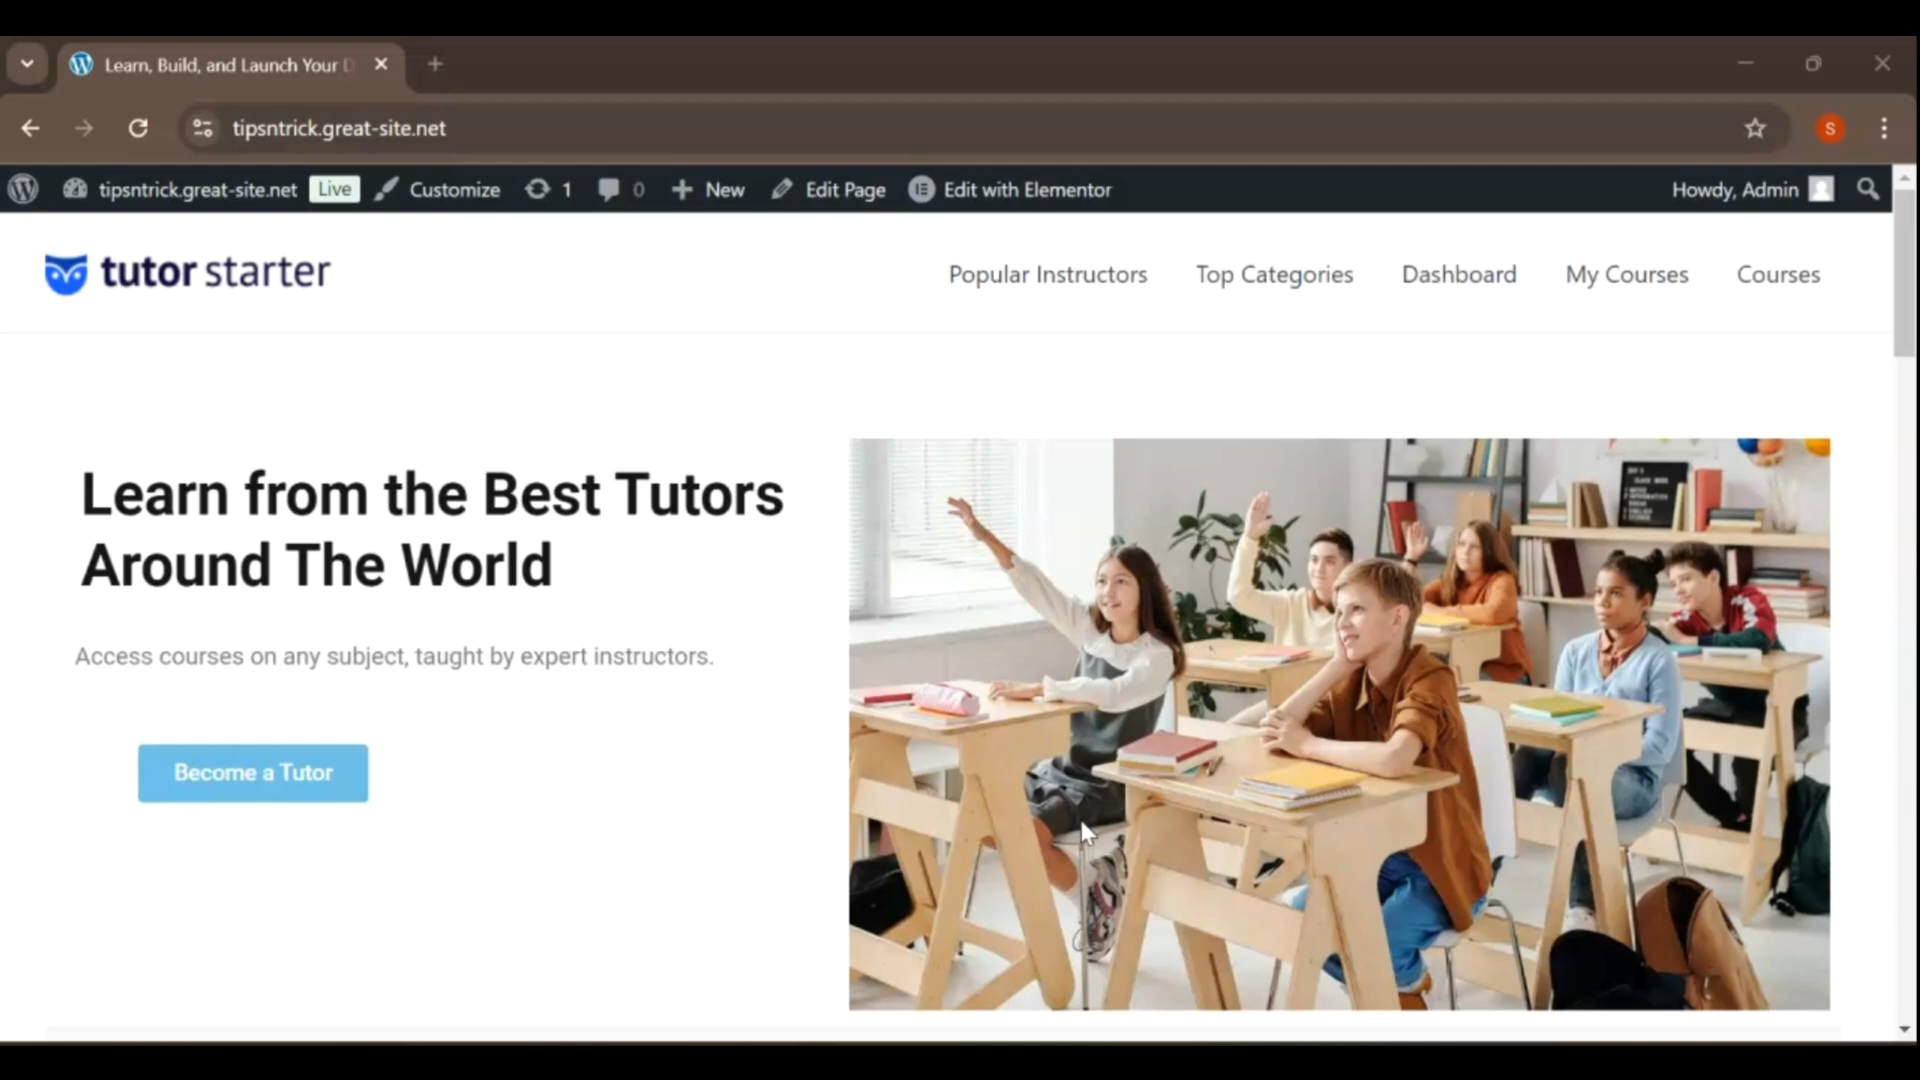 Learn, Build, and Launch Your D
tipsntrick.great-site.net
tipsntrick.great-site.net Live Customize 1 0 New Edit Page Edit with Elementor Howdy, Admin
tutor starter
Popular Instructors Top Categories Dashboard My Courses Courses
Learn from the Best Tutors
Around The World
Access courses on any subject, taught by expert instructors.
Become a Tutor
S